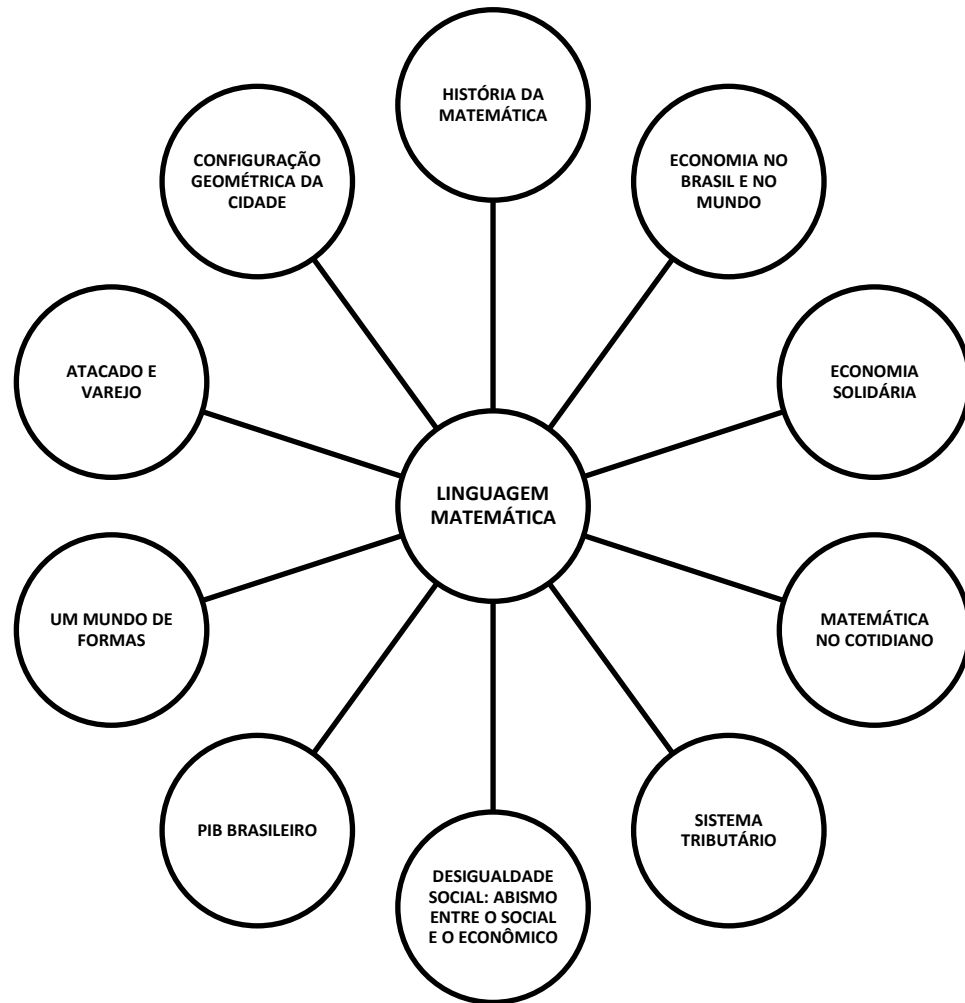 HISTÓRIA DA
MATEMÁTICA
ECONOMIA NO
BRASIL E NO
MUNDO
ECONOMIA
SOLIDÁRIA
MATEMÁTICA
NO COTIDIANO
SISTEMA
TRIBUTÁRIO
DESIGUALDADE
SOCIAL: ABISMO
ENTRE O SOCIAL
E O ECONÔMICO
PIB BRASILEIRO
UM MUNDO DE
FORMAS
ATACADO E
VAREJO
CONFIGURAÇÃO
GEOMÉTRICA DA
CIDADE
LINGUAGEM
MATEMÁTICA